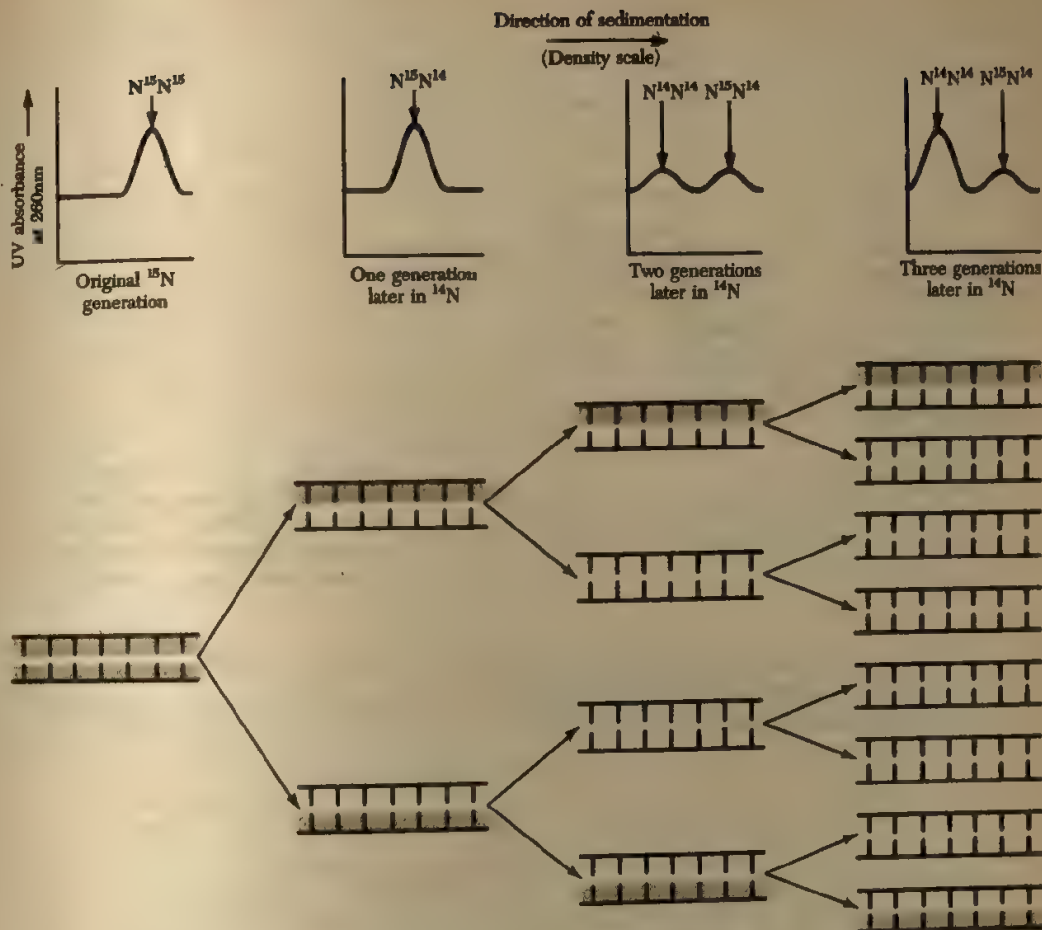 Direction of sedimentation
(Density scale)
N¹⁵N¹⁵
N¹⁵N¹⁴
N¹⁴N¹⁴ N¹⁵N¹⁴
N¹⁴N¹⁴ N¹⁵N¹⁴
UV absorbance
at 260nm
Original ¹⁵N
generation
One generation
later in ¹⁴N
Two generations
later in ¹⁴N
Three generations
later in ¹⁴N